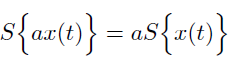 S{ax(t)} = aS{x(t)}